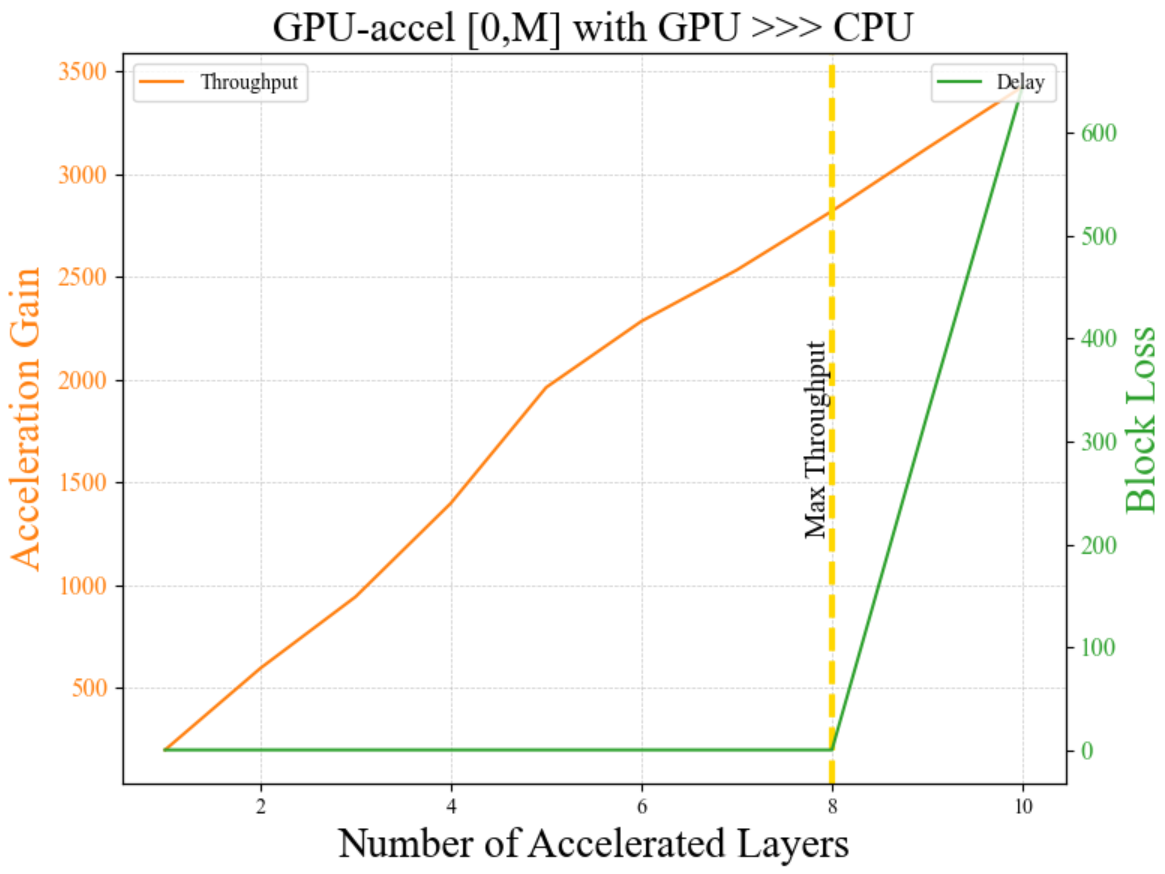 GPU-accel [0,M] with GPU >>> CPU
Throughput
Delay
Acceleration Gain
3500
3000
2500
2000
1500
1000
500
Max Throughput
600
500
400
300
200
100
0
Block Loss
2
4
6
8
10
Number of Accelerated Layers